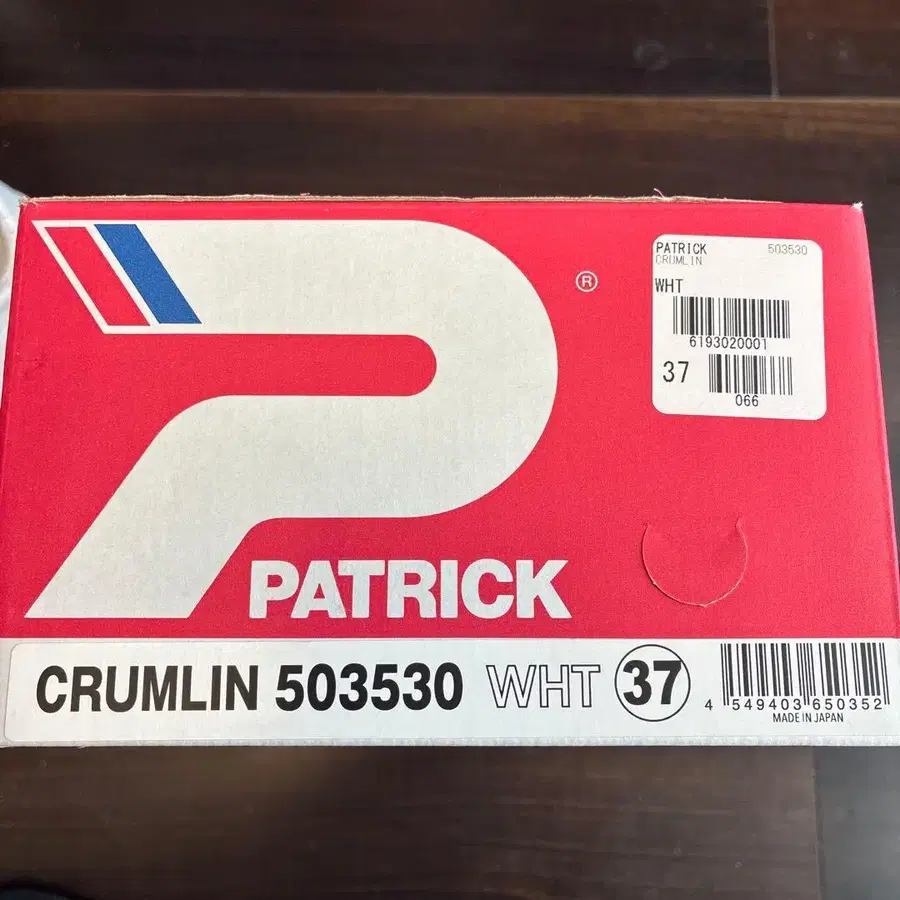 ®
PATRICK 503530
CRUMLIN
WHT
6193020001
37
066
PATRICK
CRUMLIN 503530 WHT 37
4 549403 650352
MADE IN JAPAN